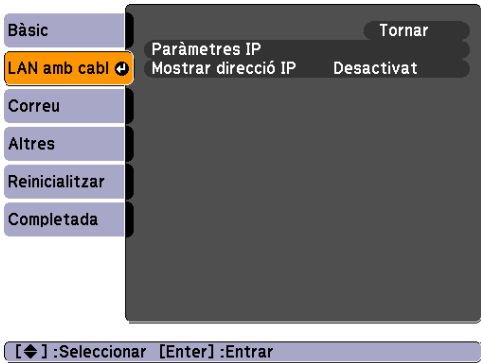 Bàsic
LAN amb cabl
Correu
Altres
Reinicialitzar
Completada
Tornar
Paràmetres IP
Mostrar direcció IP Desactivat
[◆] :Seleccionar [Enter] :Entrar